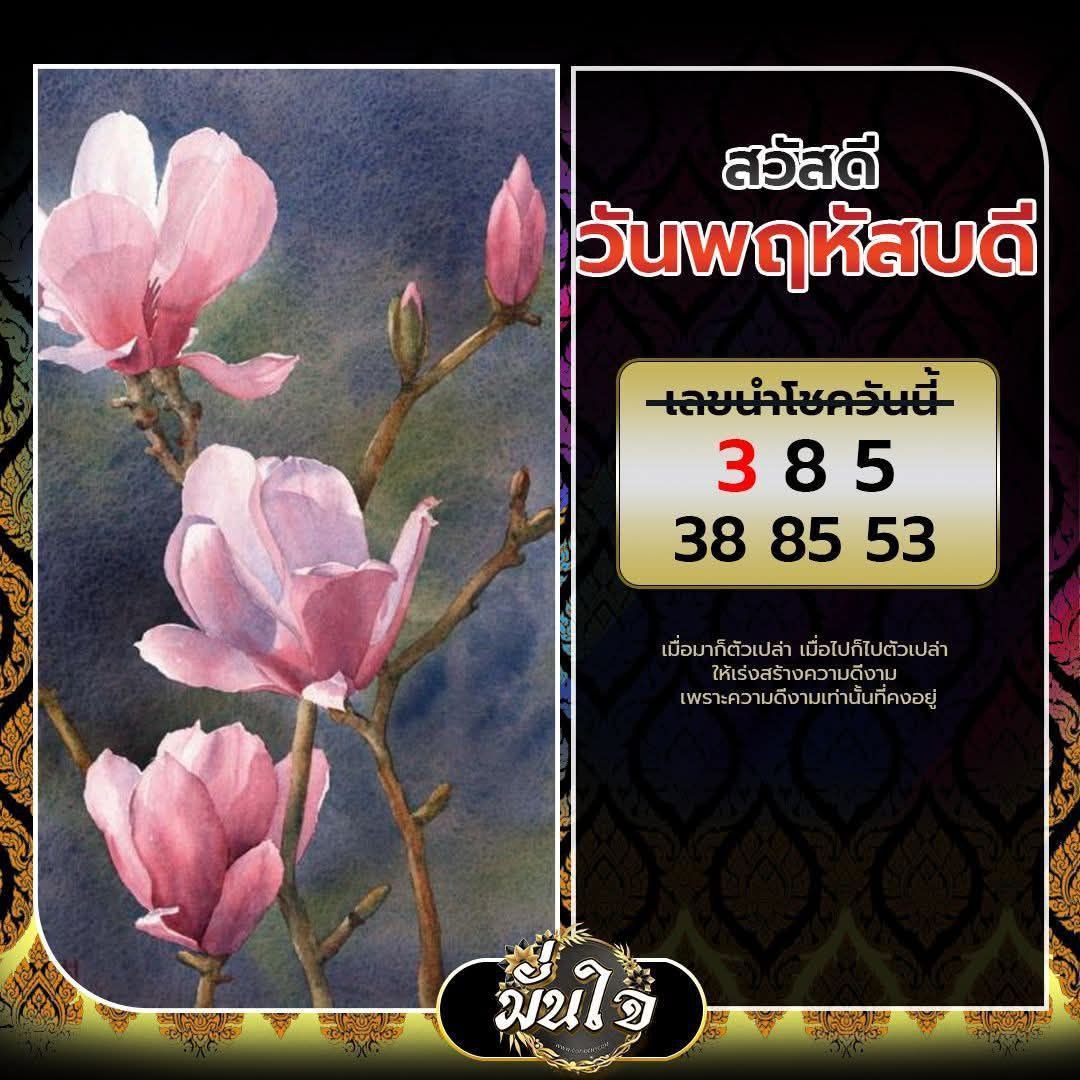 สวัสดี
วันพฤหัสบดี
เลขนำโชควันนี้
3 8 5
38 85 53
เมื่อมาก็ตัวเปล่า เมื่อไปก็ไปตัวเปล่า
ให้เร่งสร้างความดีงาม
เพราะความดีงามเท่านั้นที่คงอยู่
มั่นใจ